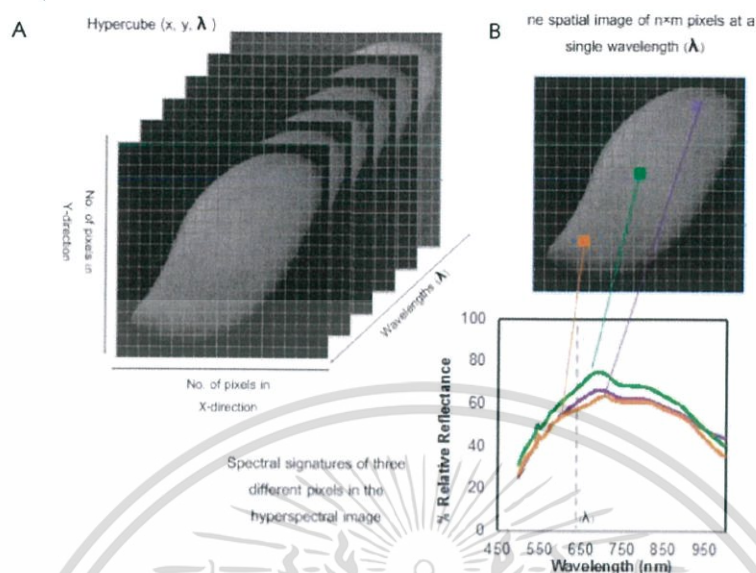 A
Hypercube (x, y, λ )
No. of pixels in
Y-direction
Wavelengths (λ)
No. of pixels in
X-direction
Spectral signatures of three
different pixels in the
hyperspectral image
B
ne spatial image of n×m pixels at a
single wavelength (λ)
% Relative Reflectance
100
80
60
40
20
0
(λ)
450 550 650 750 850 950
Wavelength (nm)